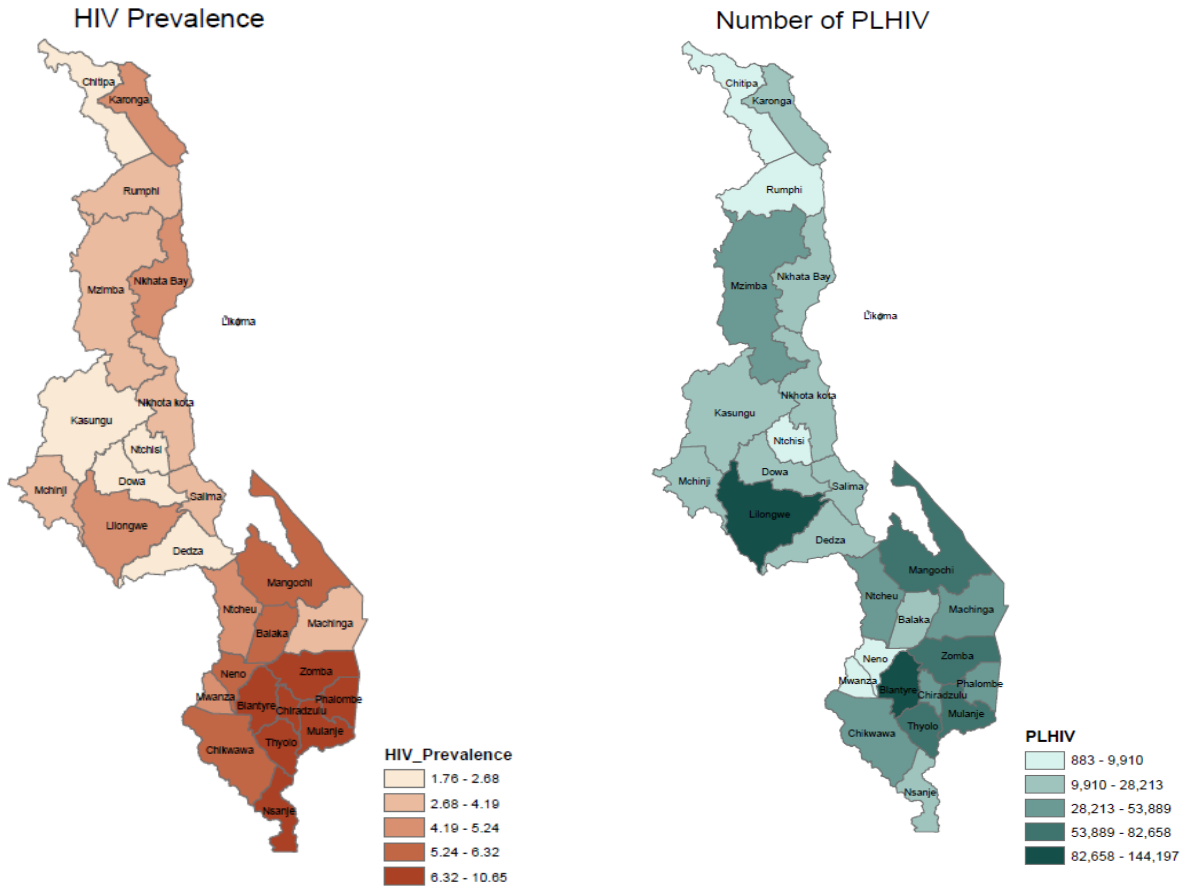 HIV Prevalence
Chitipa
Karonga
Rumphi
Nkhata Bay
Mzimba
Likoma
Nkhota kota
Kasungu
Ntchisi
Dowa
Mchinji
Salima
Lilongwe
Dedza
Mangochi
Ntcheu
Machinga
Balaka
Neno
Zomba
Mwanza
Phalombe
Blantyre
Chiradzulu
Mulanje
Thyolo
Chikwawa
Nsanje
HIV_Prevalence
1.76 - 2.68
2.68 - 4.19
4.19 - 5.24
5.24 - 6.32
6.32 - 10.65
Number of PLHIV
Chitipa
Karonga
Rumphi
Nkhata Bay
Mzimba
Likoma
Nkhota kota
Kasungu
Ntchisi
Dowa
Mchinji
Salima
Lilongwe
Dedza
Mangochi
Ntcheu
Machinga
Balaka
Zomba
Neno
Mwanza
Phalombe
Blantyre
Chiradzulu
Mulanje
Thyolo
Chikwawa
Nsanje
PLHIV
883 - 9,910
9,910 - 28,213
28,213 - 53,889
53,889 - 82,658
82,658 - 144,197